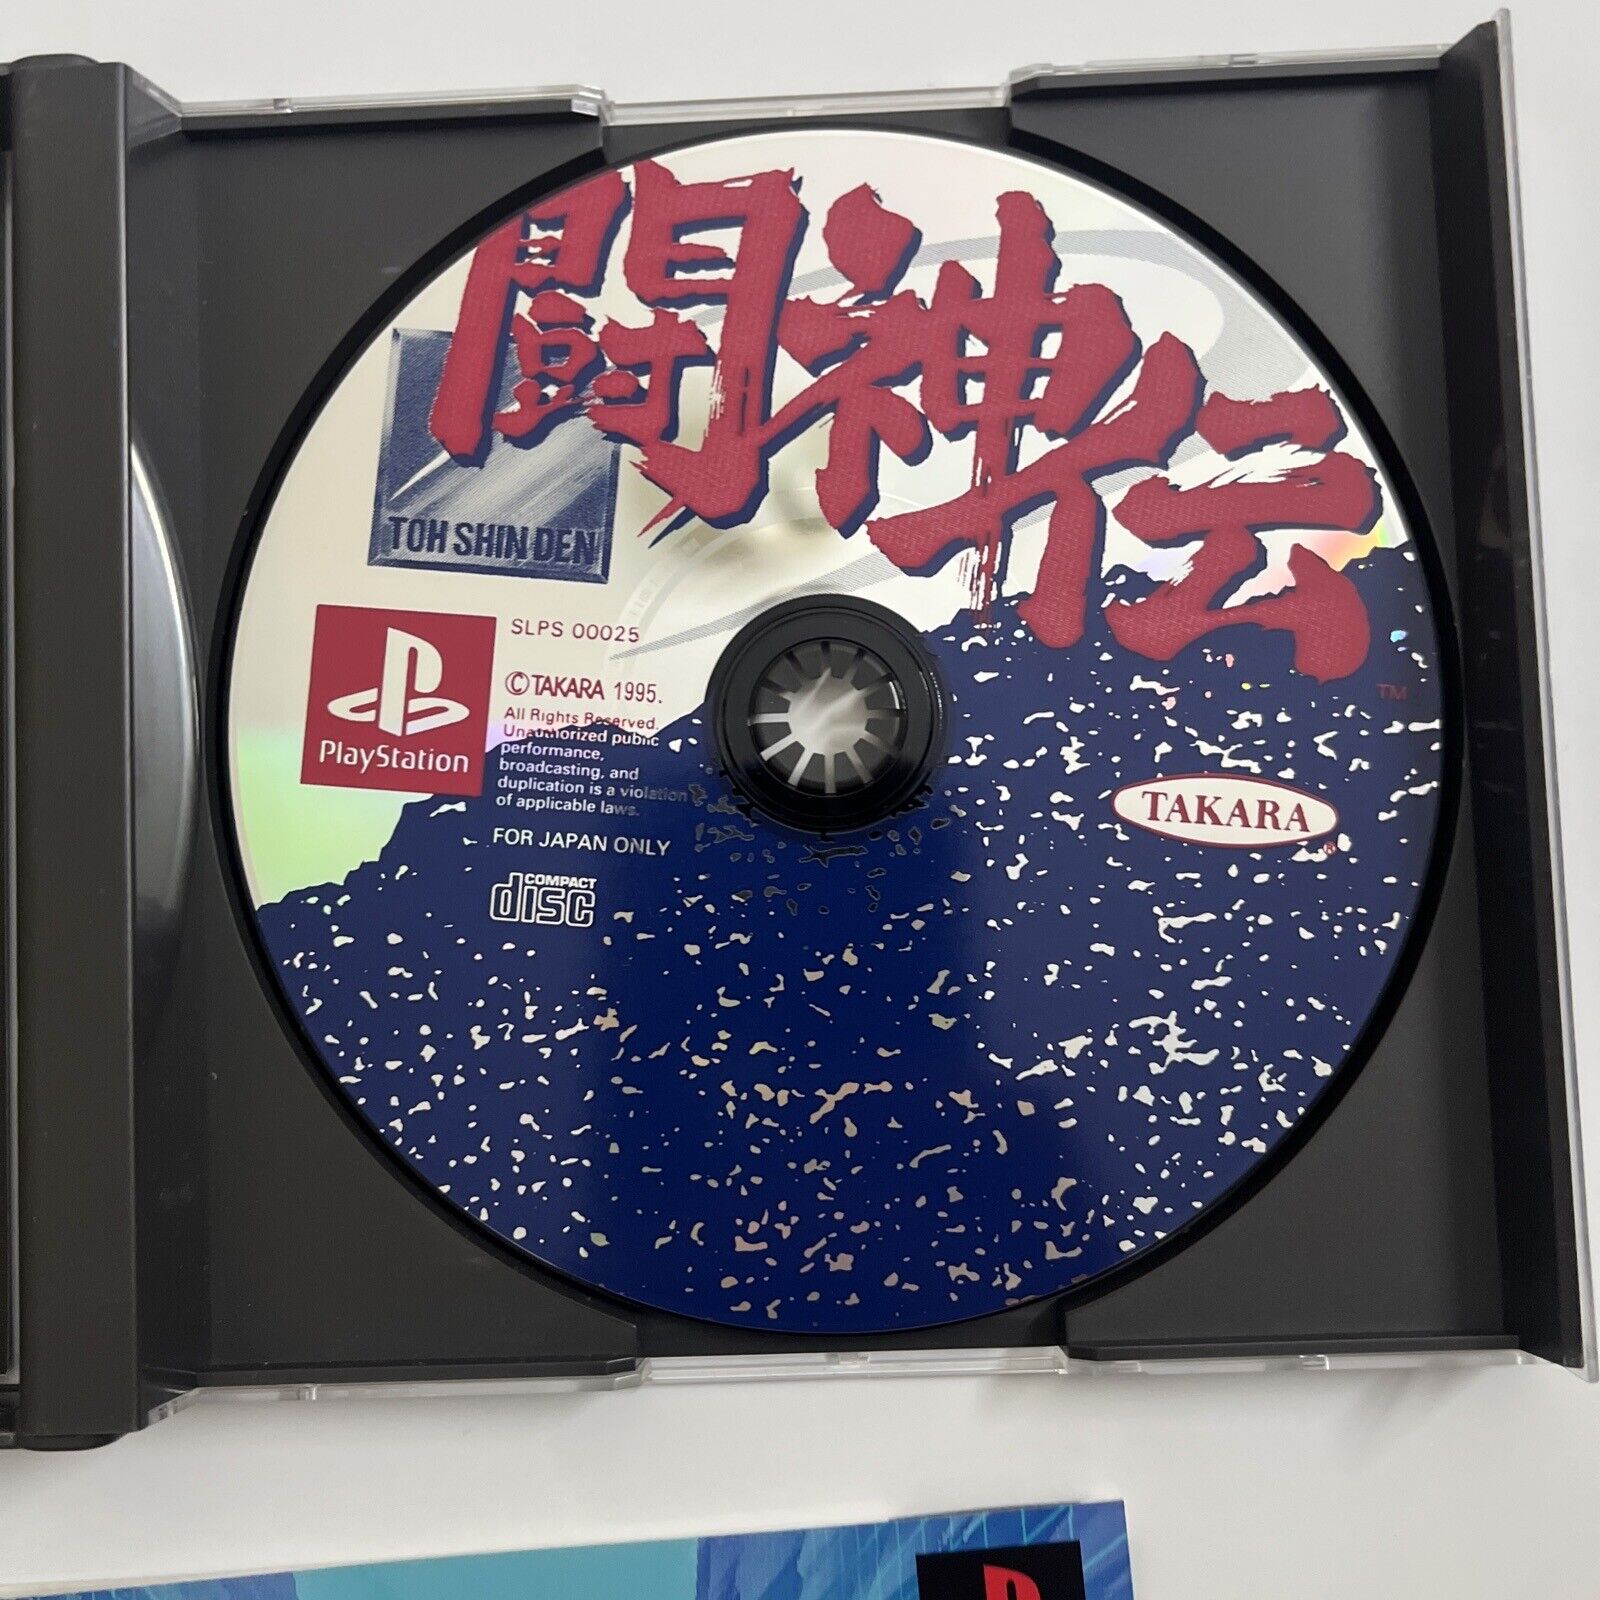 闘神伝
TOH SHIN DEN
TM
SLPS 00025
©TAKARA 1995.
All Rights Reserved.
Unauthorized public
performance,
broadcasting, and
duplication is a violation
of applicable laws.
FOR JAPAN ONLY
COMPACT
disc
PlayStation
TAKARA
®